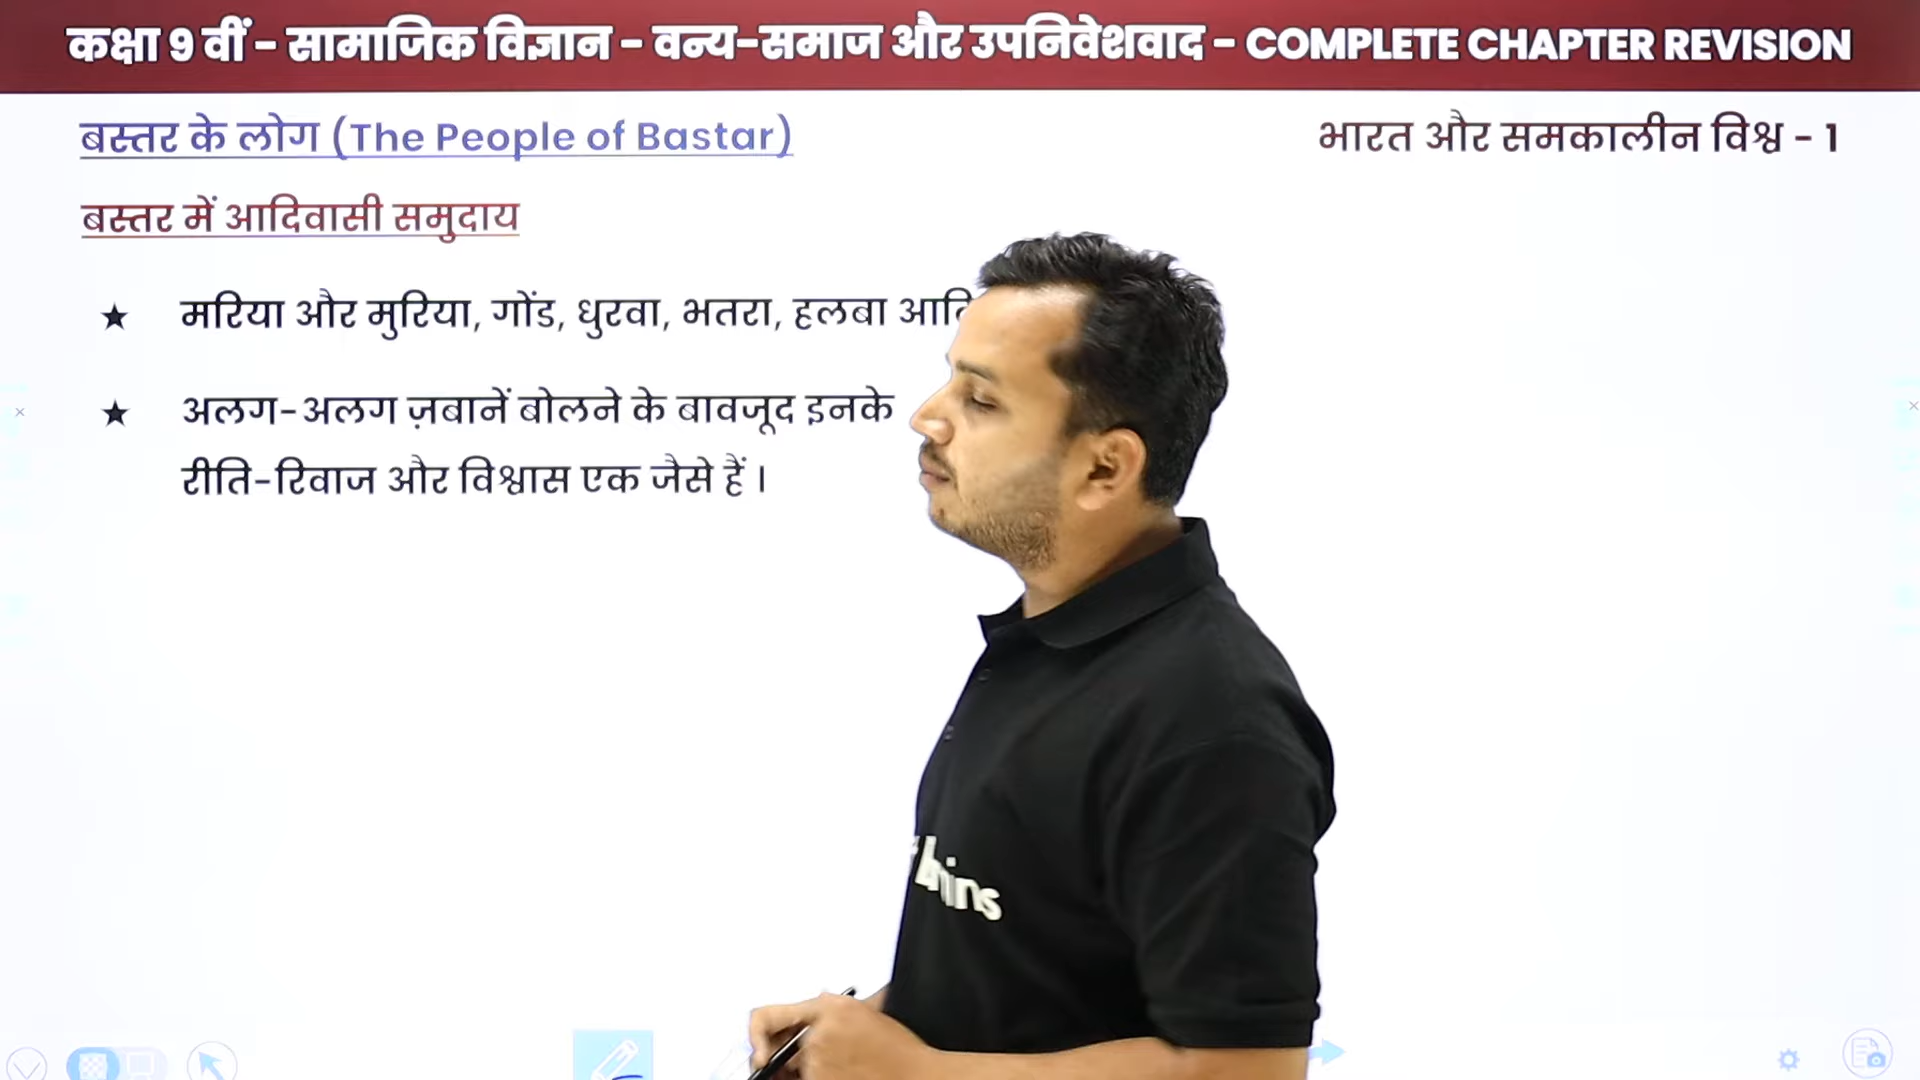 कक्षा 9 वीं - सामाजिक विज्ञान - वन्य-समाज और उपनिवेशवाद - COMPLETE CHAPTER REVISION
बस्तर के लोग (The People of Bastar)
भारत और समकालीन विश्व - 1
बस्तर में आदिवासी समुदाय
★ मरिया और मुरिया, गोंड, धुरवा, भतरा, हलबा
★ अलग-अलग ज़बानें बोलने के बावजूद इनके
रीति-रिवाज और विश्वास एक जैसे हैं।